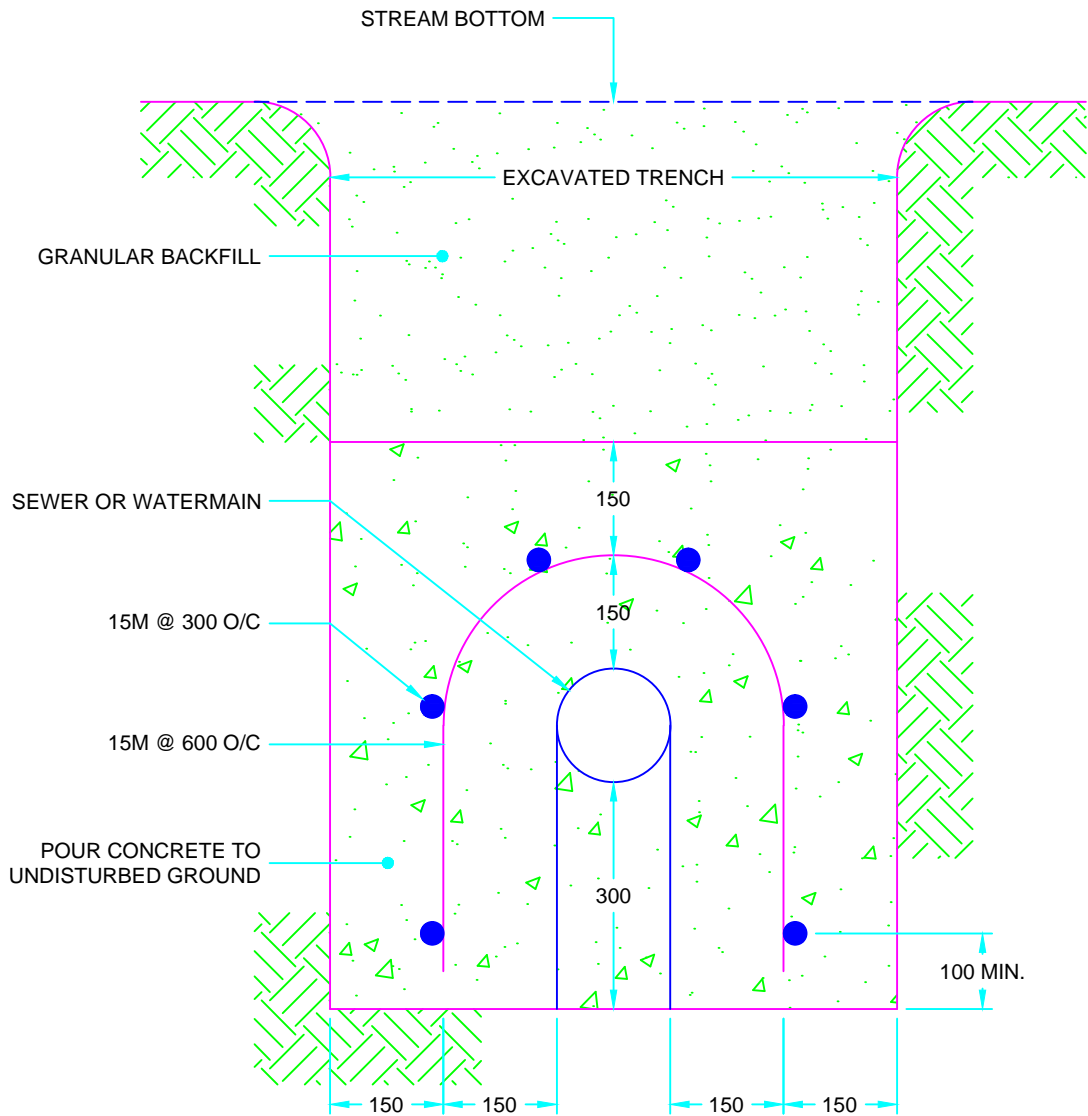 STREAM BOTTOM
EXCAVATED TRENCH
GRANULAR BACKFILL
SEWER OR WATERMAIN
150
150
15M @ 300 O/C
15M @ 600 O/C
POUR CONCRETE TO
UNDISTURBED GROUND
300
100 MIN.
150
150
150
150